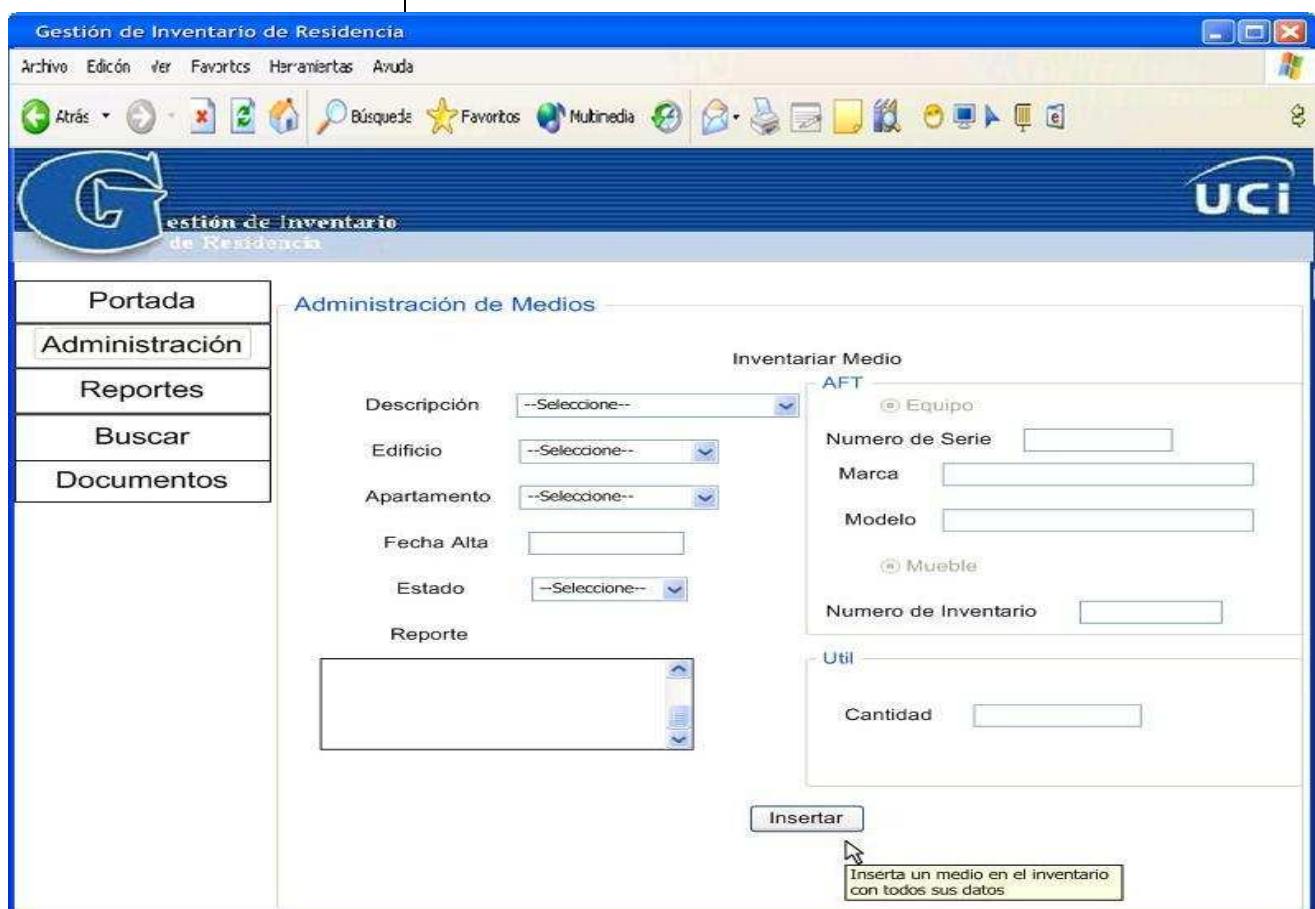 Gestión de Inventario de Residencia
Archivo Edicón Ver Favortcs Herramientas Ayuda
Atrás Búsqueda Favoritos Multimedia
Gestión de Inventario
de Residencia
UCi
Portada
Administración
Reportes
Buscar
Documentos
Administración de Medios
Inventariar Medio
Descripción --Seleccione--
Edificio --Seleccione--
Apartamento --Seleccione--
Fecha Alta
Estado --Seleccione--
Reporte
AFT
Equipo
Numero de Serie
Marca
Modelo
Mueble
Numero de Inventario
Util
Cantidad
Insertar
Inserta un medio en el inventario
con todos sus datos